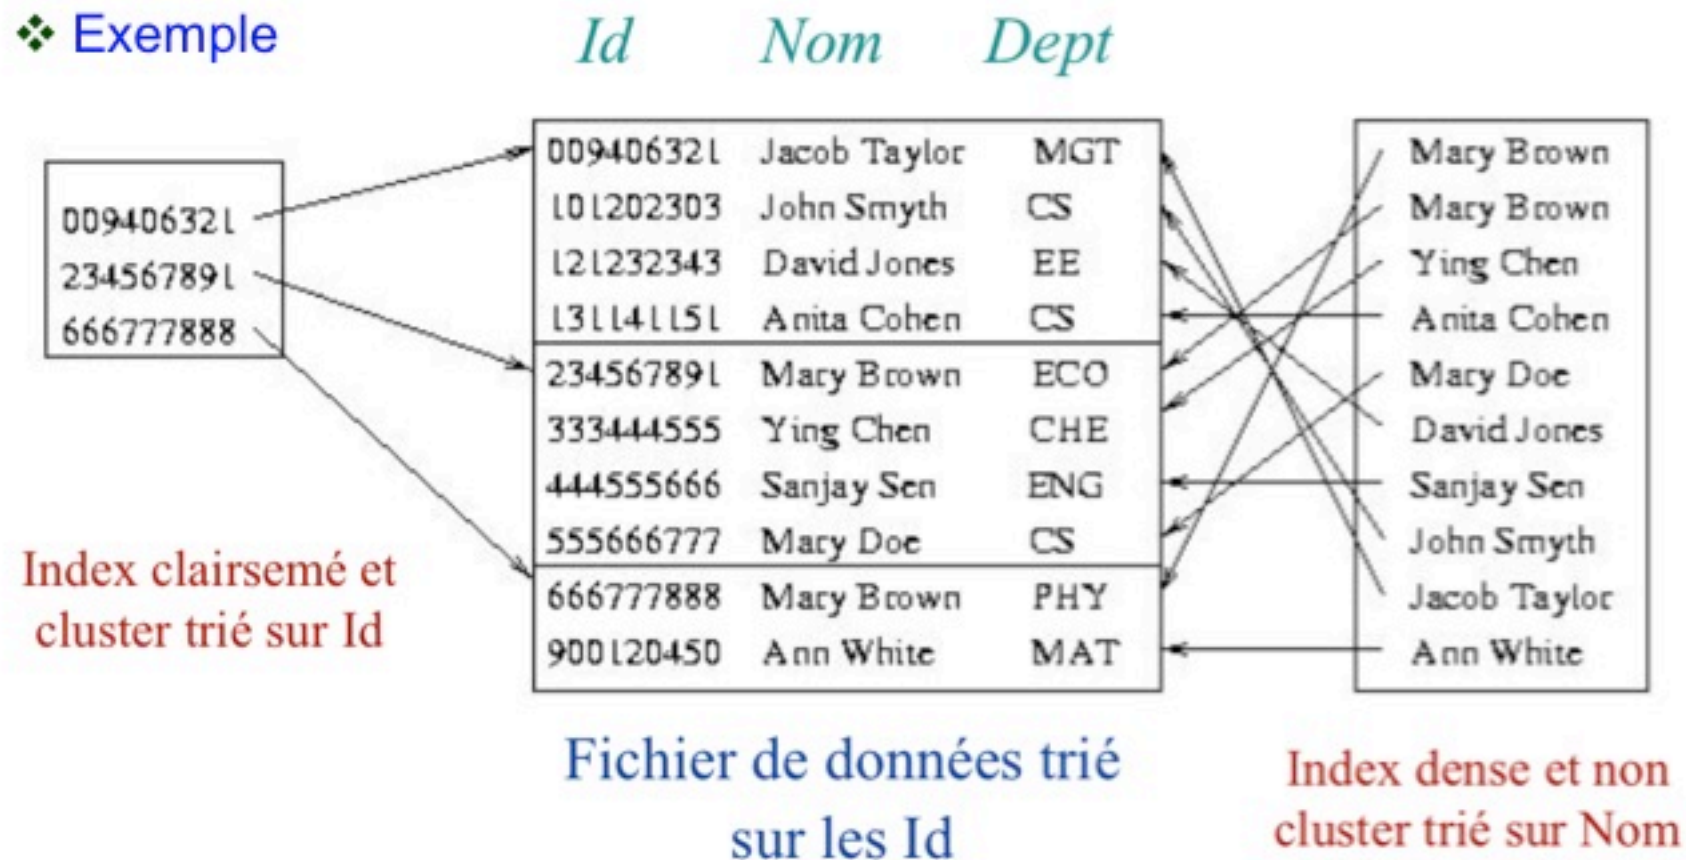 ❖ Exemple
Id Nom Dept
009406321
234567891
666777888
Index clairsemé et
cluster trié sur Id
009406321 Jacob Taylor MGT
101202303 John Smyth CS
121232343 David Jones EE
131141151 Anita Cohen CS
234567891 Mary Brown ECO
333444555 Ying Chen CHE
444555666 Sanjay Sen ENG
555666777 Mary Doe CS
666777888 Mary Brown PHY
900120450 Ann White MAT
Fichier de données trié
sur les Id
Mary Brown
Mary Brown
Ying Chen
Anita Cohen
Mary Doe
David Jones
Sanjay Sen
John Smyth
Jacob Taylor
Ann White
Index dense et non
cluster trié sur Nom